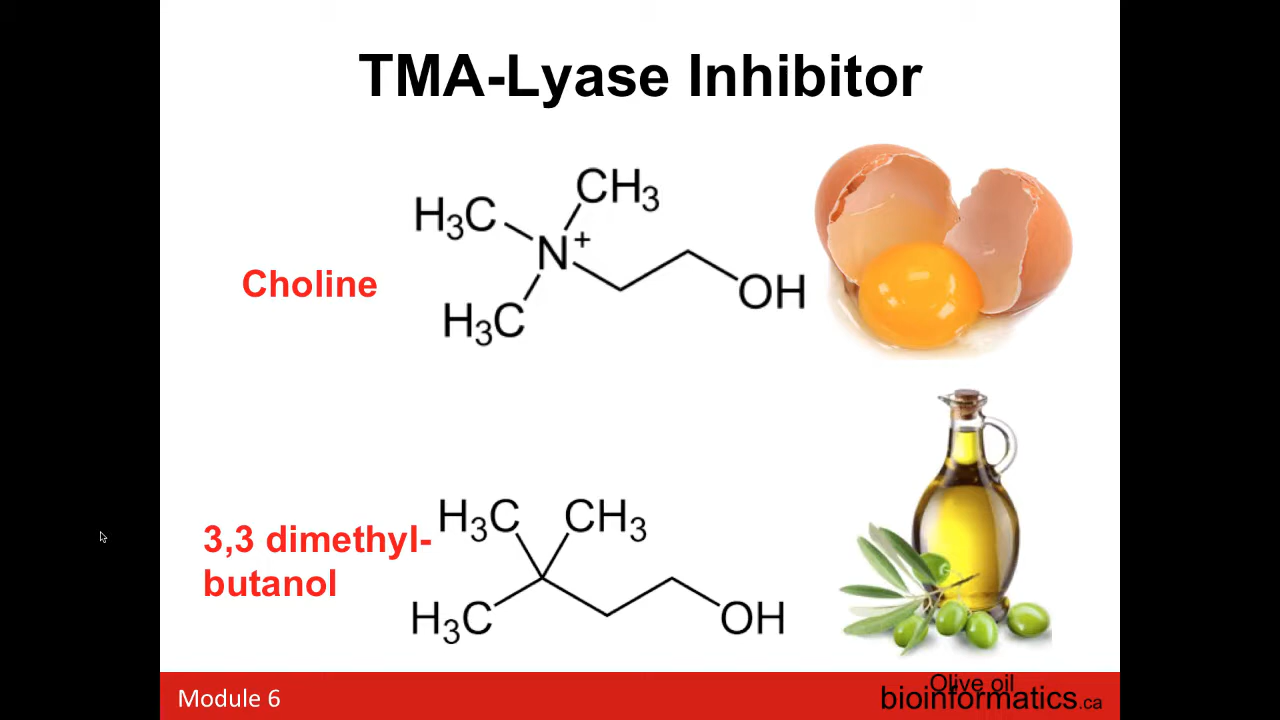 TMA-Lyase Inhibitor
CH3
H3C
N+
Choline
OH
H3C
H3C CH3
3,3 dimethyl-
butanol
H3C
OH
Olive oil
Module 6
bioinformatics.ca